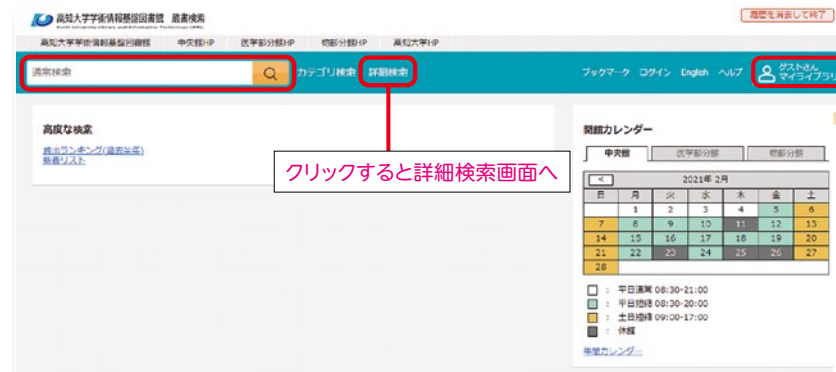 高知大学学術情報基盤図書館 蔵書検索
履歴を消去して終了
高知大学学術情報基盤図書館 中央館HP 医学部分館HP 物部分館HP 高知大学HP
通常検索 カテゴリ検索 詳細検索 ブックマーク ログイン English ヘルプ ゲストさん
マイライブラリ
高度な検索
貸出ランキング(過去半年)
新着リスト
クリックすると詳細検索画面へ
開館カレンダー
中央館 医学部分館 物部分館
< 2021年 2月
日 月 火 水 木 金 土
1 2 3 4 5 6
7 8 9 10 11 12 13
14 15 16 17 18 19 20
21 22 23 24 25 26 27
28
: 平日通常 08:30-21:00
: 平日短縮 08:30-20:00
: 土日短縮 09:00-17:00
: 休館
年間カレンダー